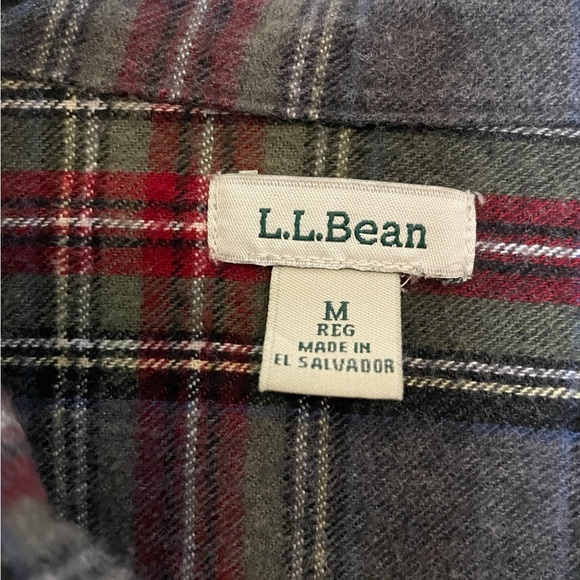 L.L.Bean
M
REG
MADE IN
EL SALVADOR